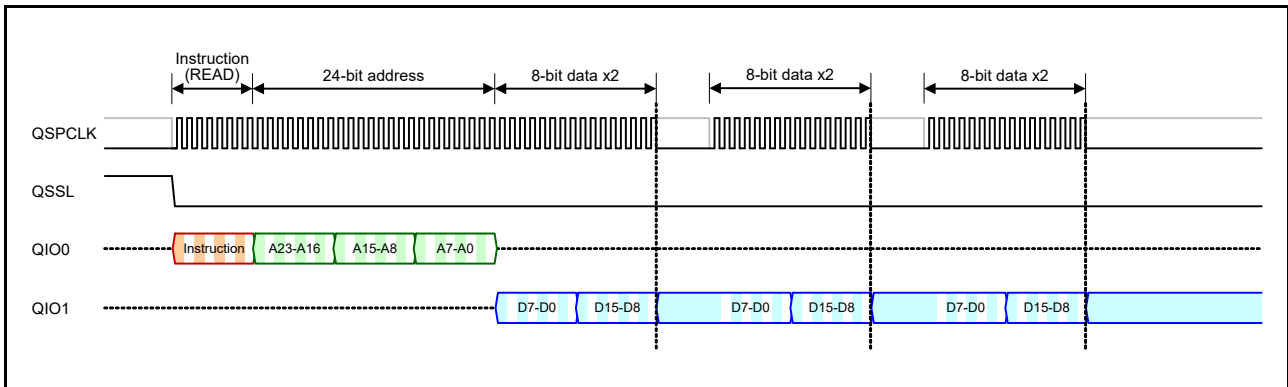 Instruction
(READ)
24-bit address
8-bit data x2
8-bit data x2
8-bit data x2
QSPCLK
QSSL
QIO0
Instruction
A23-A16
A15-A8
A7-A0
QIO1
D7-D0
D15-D8
D7-D0
D15-D8
D7-D0
D15-D8